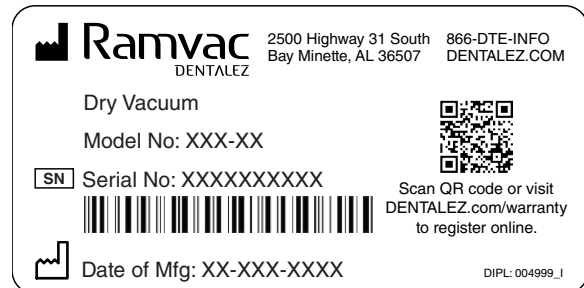 Ramvac
DENTALEZ
2500 Highway 31 South
Bay Minette, AL 36507
866-DTE-INFO
DENTALEZ.COM
Dry Vacuum
Model No: XXX-XX
SN Serial No: XXXXXXXXXX
Scan QR code or visit
DENTALEZ.com/warranty
to register online.
Date of Mfg: XX-XXX-XXXX
DIPL: 004999_I